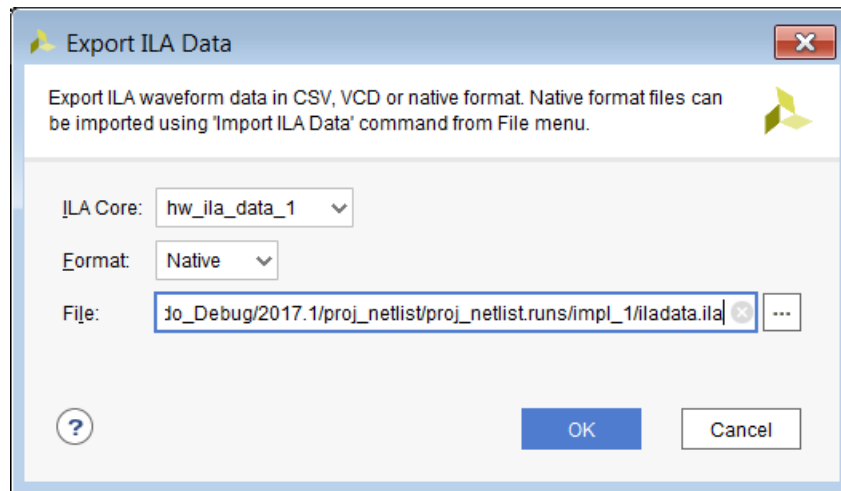 Export ILA Data
Export ILA waveform data in CSV, VCD or native format. Native format files can
be imported using 'Import ILA Data' command from File menu.
ILA Core: hw_ila_data_1
Format: Native
File: do_Debug/2017.1/proj_netlist/proj_netlist.runs/impl_1/iladata.ila ...
? OK Cancel